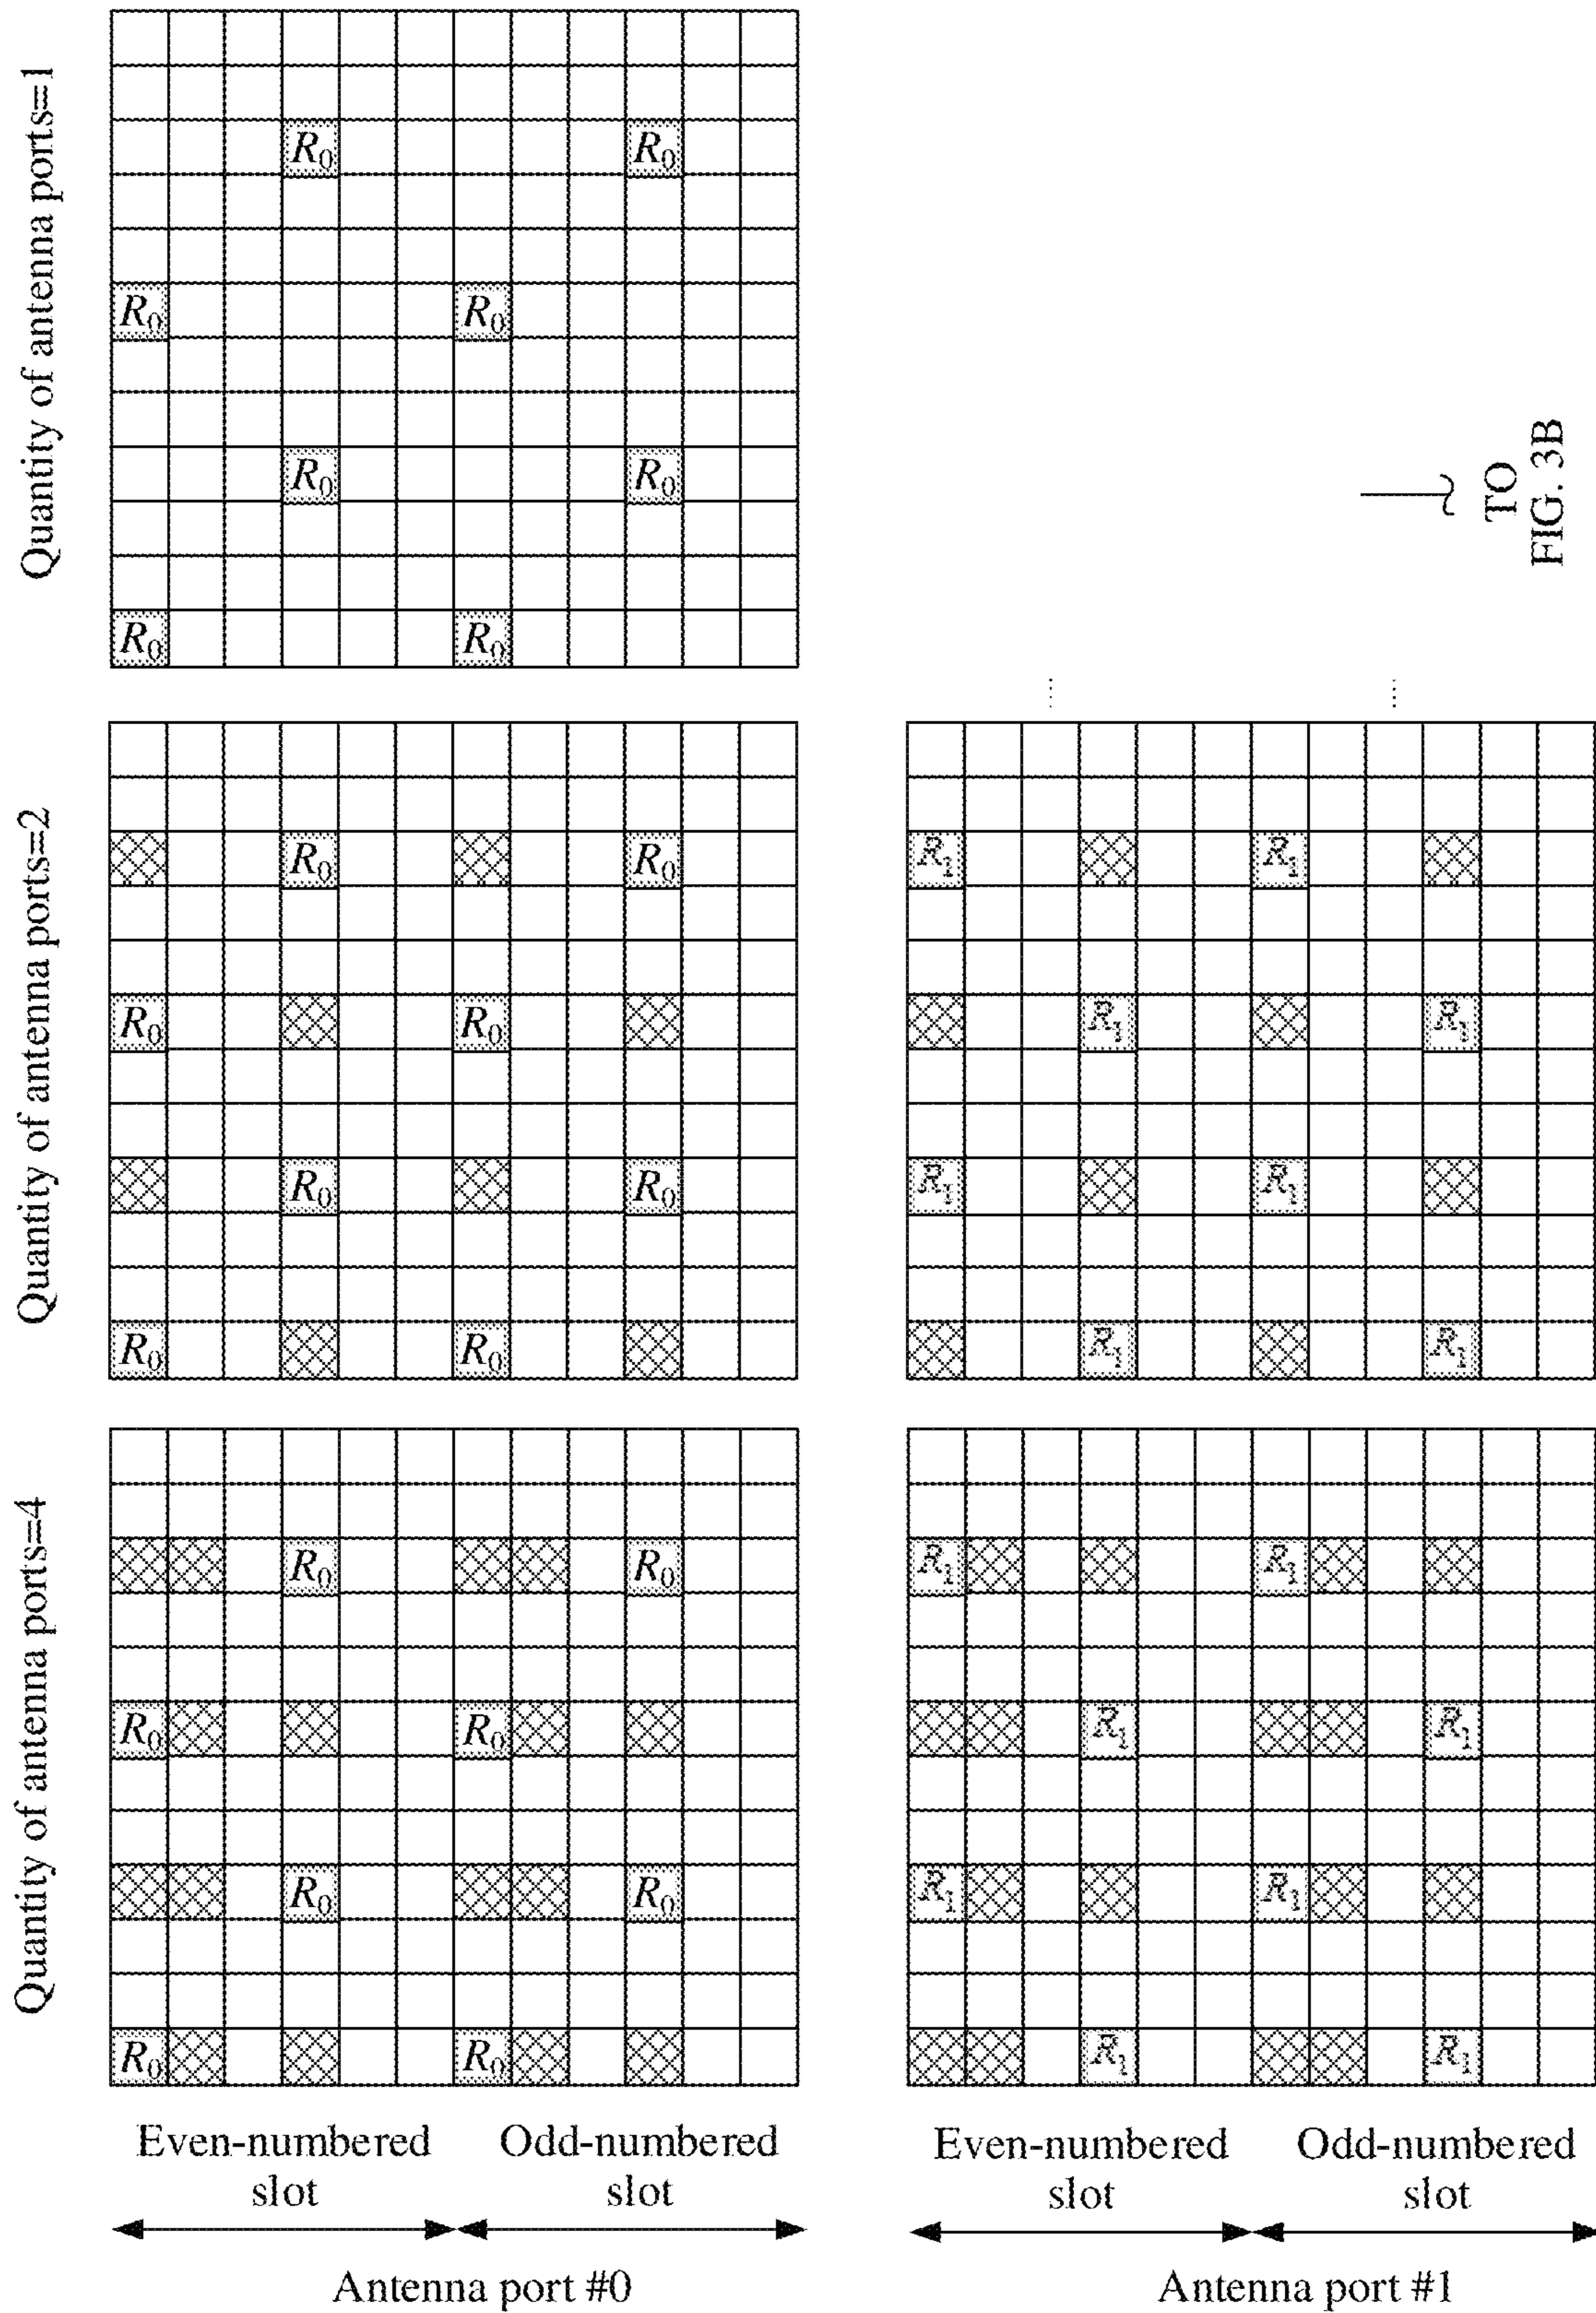 Quantity of antenna ports=1
R0 R0
R0 R0
R0 R0
R0 R0
TO
FIG. 3B
Quantity of antenna ports=2
R0 R0
R0 R0
R0 R0
R0 R0
R1 R1
R1 R1
R1 R1
R1 R1
Quantity of antenna ports=4
R0 R0
R0 R0
R0 R0
R0 R0
R1 R1
R1 R1
R1 R1
R1 R1
Even-numbered slot
Odd-numbered slot
Antenna port #0
Even-numbered slot
Odd-numbered slot
Antenna port #1